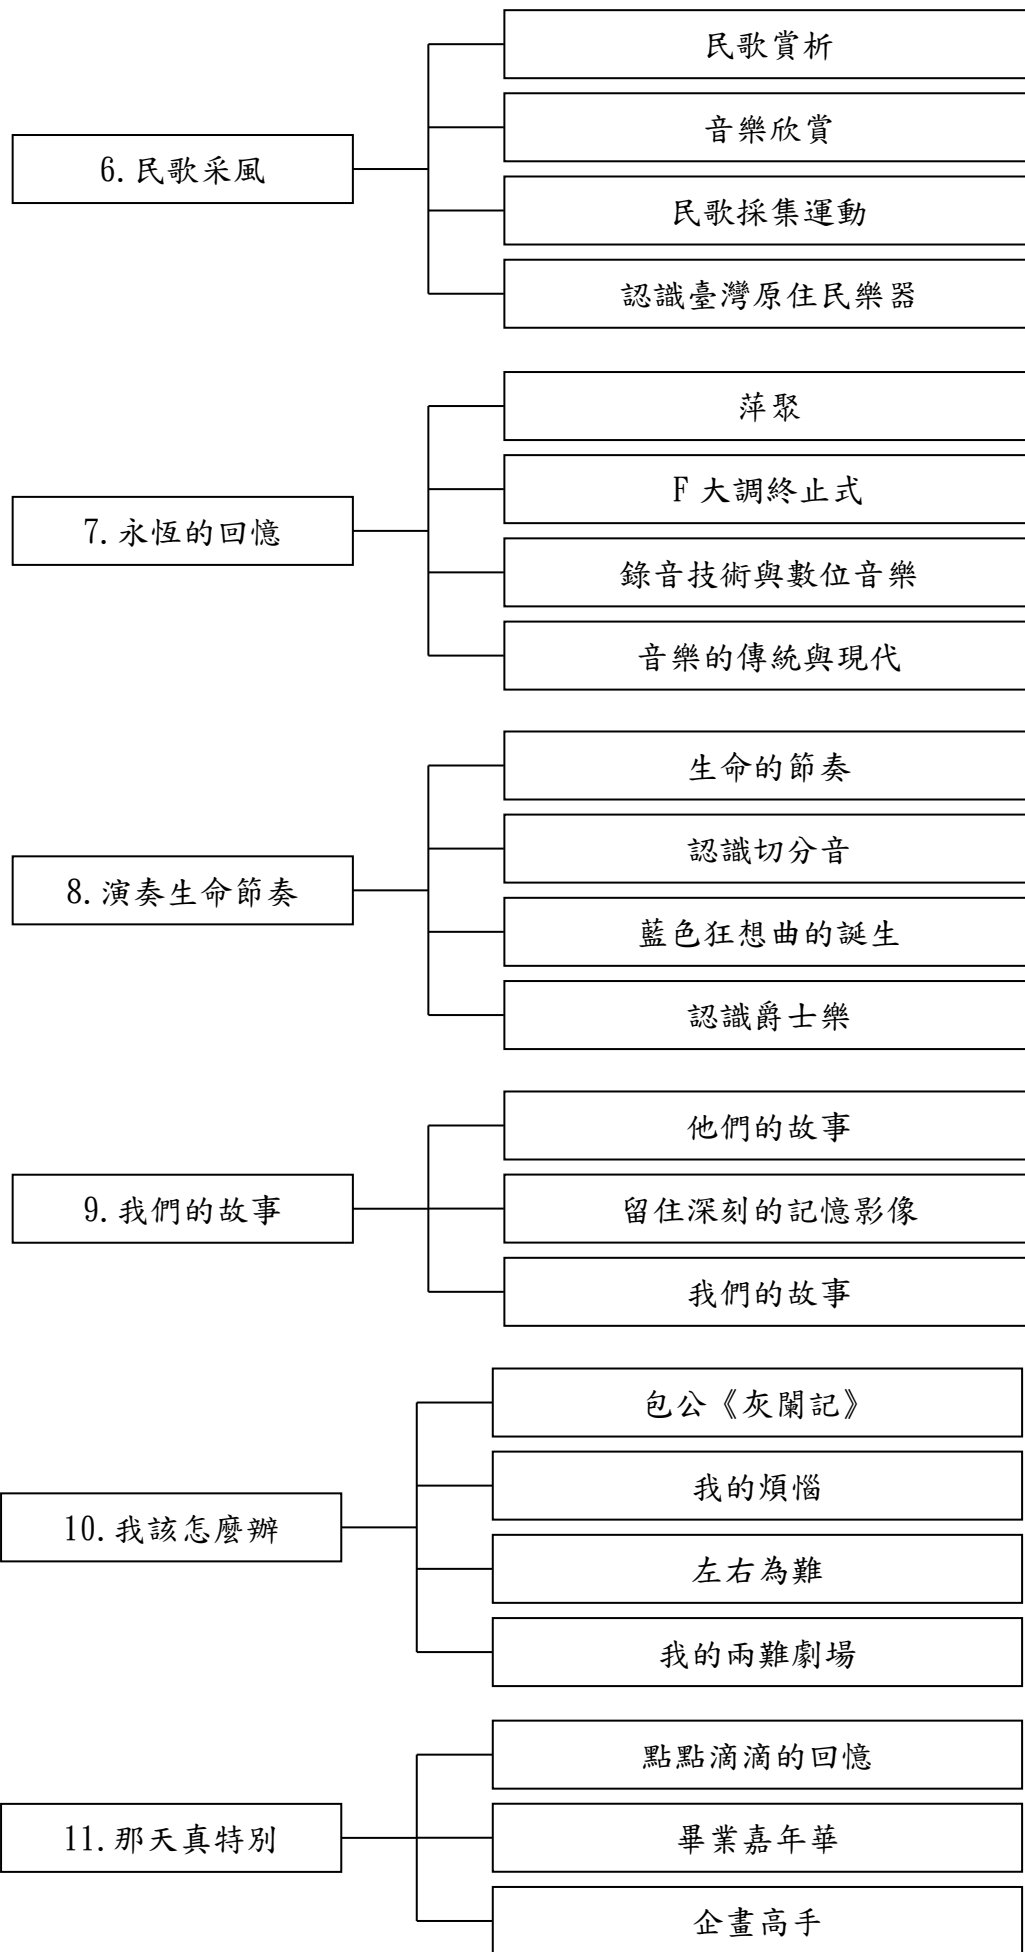 6.民歌采風
民歌賞析
音樂欣賞
民歌採集運動
認識臺灣原住民樂器
7.永恆的回憶
萍聚
F大調終止式
錄音技術與數位音樂
音樂的傳統與現代
8.演奏生命節奏
生命的節奏
認識切分音
藍色狂想曲的誕生
認識爵士樂
9.我們的故事
他們的故事
留住深刻的記憶影像
我們的故事
10.我該怎麼辦
包公《灰闌記》
我的煩惱
左右為難
我的兩難劇場
11.那天真特別
點點滴滴的回憶
畢業嘉年華
企畫高手